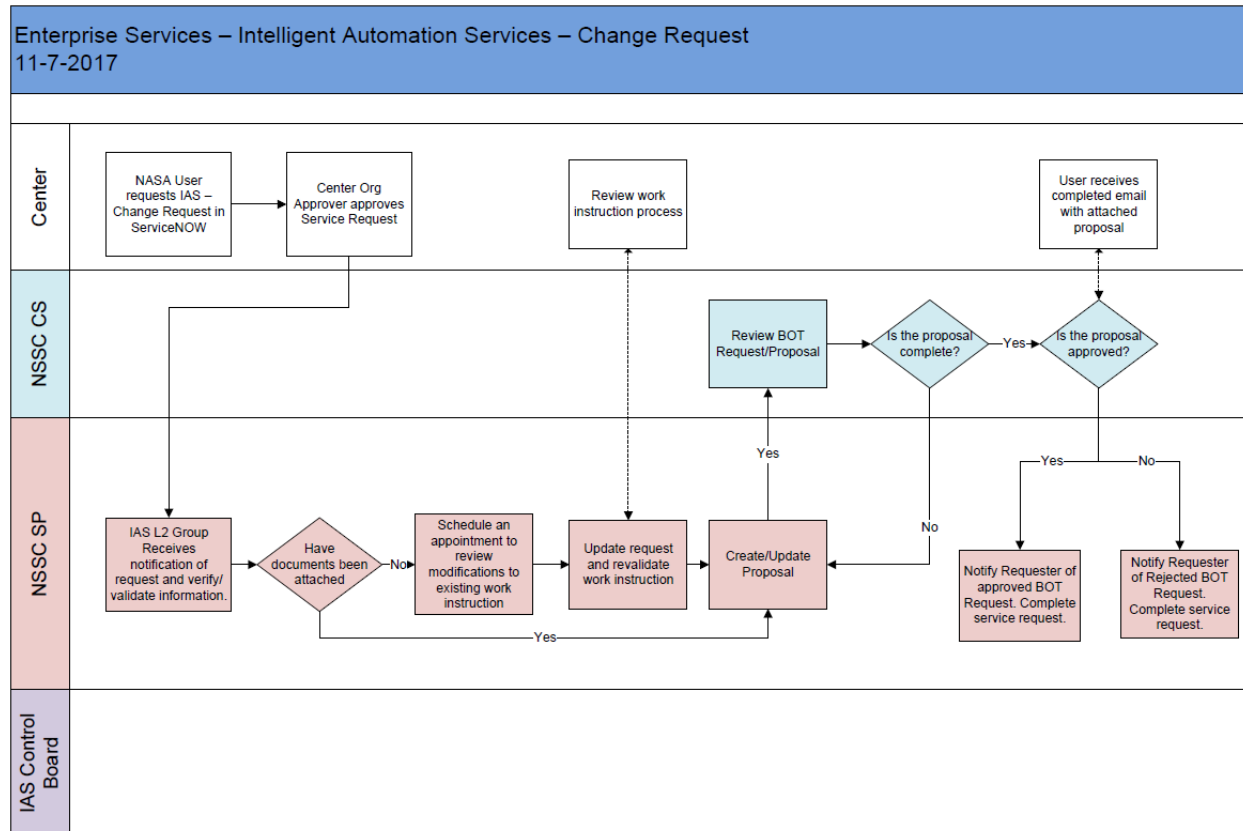 Enterprise Services – Intelligent Automation Services – Change Request
11-7-2017
Center
NASA User
requests IAS –
Change Request in
ServiceNOW
Center Org
Approver approves
Service Request
Review work
instruction process
User receives
completed email
with attached
proposal
NSSC CS
Review BOT
Request/Proposal
Is the proposal
complete?
Yes
Is the proposal
approved?
NSSC SP
IAS L2 Group
Receives
notification of
request and verify/
validate information.
Have
documents been
attached
No
Schedule an
appointment to
review
modifications to
existing work
instruction
Update request
and revalidate
work instruction
Create/Update
Proposal
Yes
Yes
No
Yes
No
Notify Requester of
approved BOT
Request. Complete
service request.
Notify Requester
of Rejected BOT
Request.
Complete service
request.
IAS Control
Board